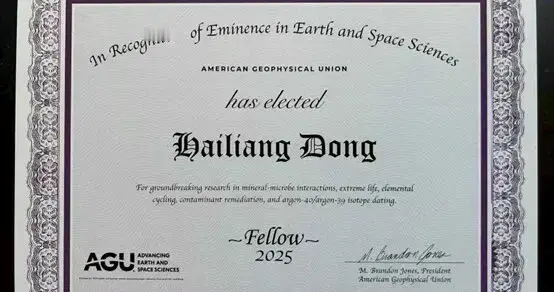 In of Eminence in Earth and Space Sciences
AMERICAN GEOPHYSICAL UNION
has elected
Hailiang Dong
For groundbreaking research in mineral-microbe interactions, extreme life, elemental
cycling, contaminant remediation, and argon-40/argon-39 isotope dating.
~Fellow~
2025
AGU ADVANCING
EARTH AND
SPACE SCIENCES
M. Brandon Jones
M. Brandon Jones, President
American Geophysical Union